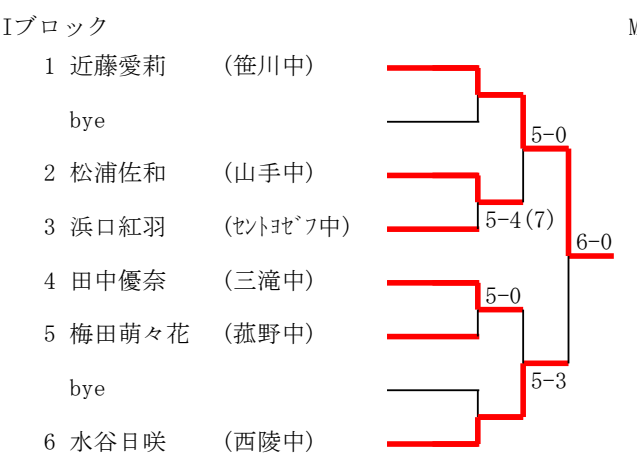 Iブロック M
1 近藤愛莉 (笹川中)
bye
5-0
2 松浦佐和 (山手中)
3 浜口紅羽 (セントヨゼフ中) 5-4(7)
6-0
4 田中優奈 (三滝中)
5-0
5 梅田萌々花 (菰野中)
bye 5-3
6 水谷日咲 (西陵中)